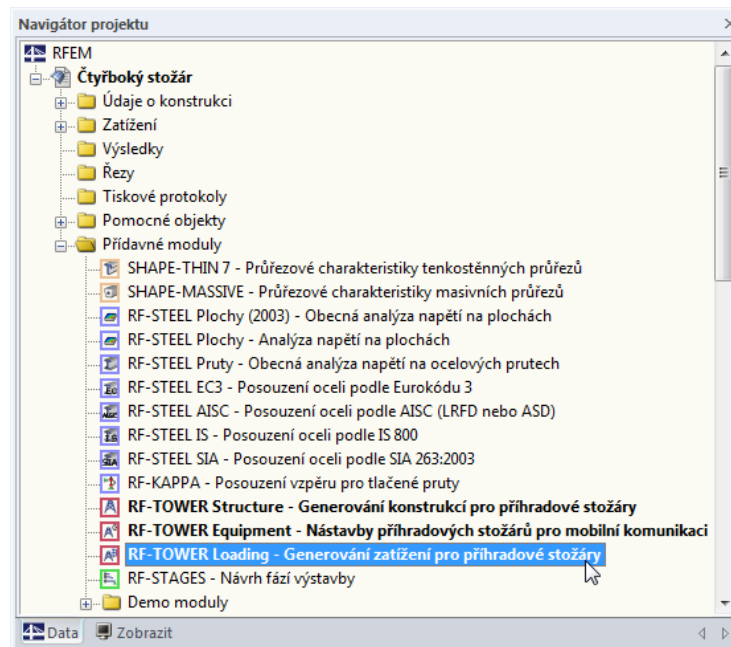 Navigátor projektu
RFEM
Čtyřboký stožár
Údaje o konstrukci
Zatížení
Výsledky
Řezy
Tiskové protokoly
Pomocné objekty
Přídavné moduly
SHAPE-THIN 7 - Průřezové charakteristiky tenkostěnných průřezů
SHAPE-MASSIVE - Průřezové charakteristiky masivních průřezů
RF-STEEL Plochy (2003) - Obecná analýza napětí na plochách
RF-STEEL Plochy - Analýza napětí na plochách
RF-STEEL Pruty - Obecná analýza napětí na ocelových prutech
RF-STEEL EC3 - Posouzení oceli podle Eurokódu 3
RF-STEEL AISC - Posouzení oceli podle AISC (LRFD nebo ASD)
RF-STEEL IS - Posouzení oceli podle IS 800
RF-STEEL SIA - Posouzení oceli podle SIA 263:2003
RF-KAPPA - Posouzení vzpěru pro tlačené pruty
RF-TOWER Structure - Generování konstrukcí pro příhradové stožáry
RF-TOWER Equipment - Nástavby příhradových stožárů pro mobilní komunikaci
RF-TOWER Loading - Generování zatížení pro příhradové stožáry
RF-STAGES - Návrh fází výstavby
Demo moduly
Data Zobrazit